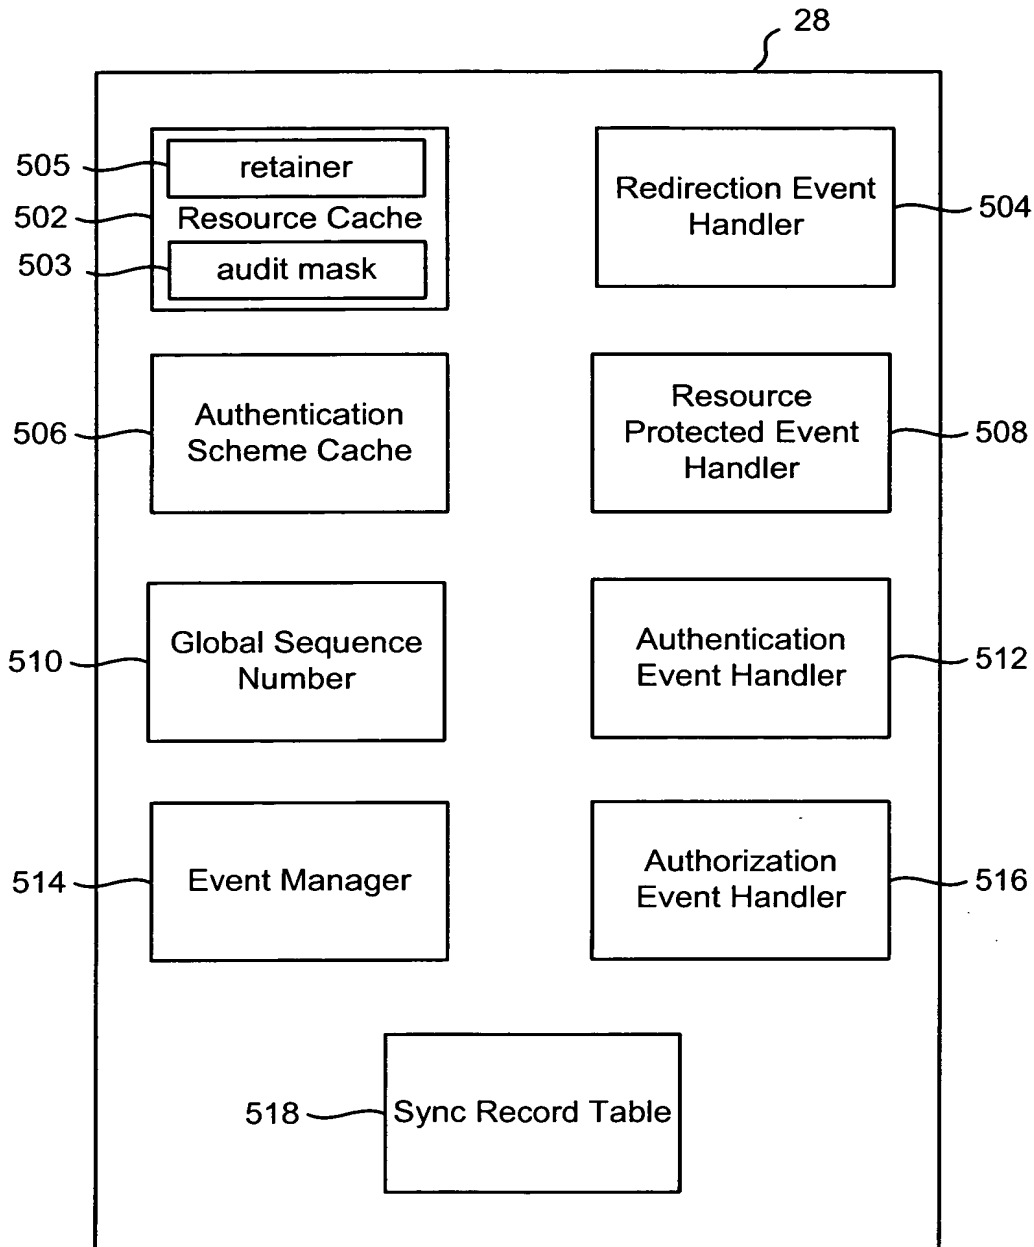 28
505
retainer
502
Resource Cache
503
audit mask
Redirection Event
Handler
504
506
Authentication
Scheme Cache
Resource
Protected Event
Handler
508
510
Global Sequence
Number
Authentication
Event Handler
512
514
Event Manager
Authorization
Event Handler
516
518
Sync Record Table